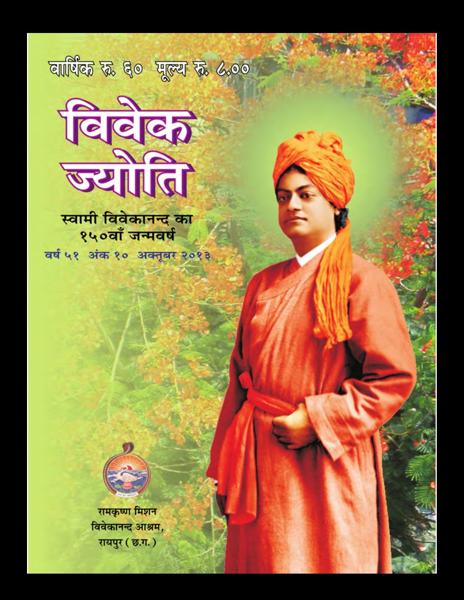 वार्षिक रु. ६० मूल्य रु. ८.००
विवेक
ज्योति
स्वामी विवेकानन्द का
१५०वाँ जन्मवर्ष
वर्ष ५१ अंक १० अक्तूबर २०१३
रामकृष्ण मिशन
विवेकानन्द आश्रम,
रायपुर ( छ.ग. )